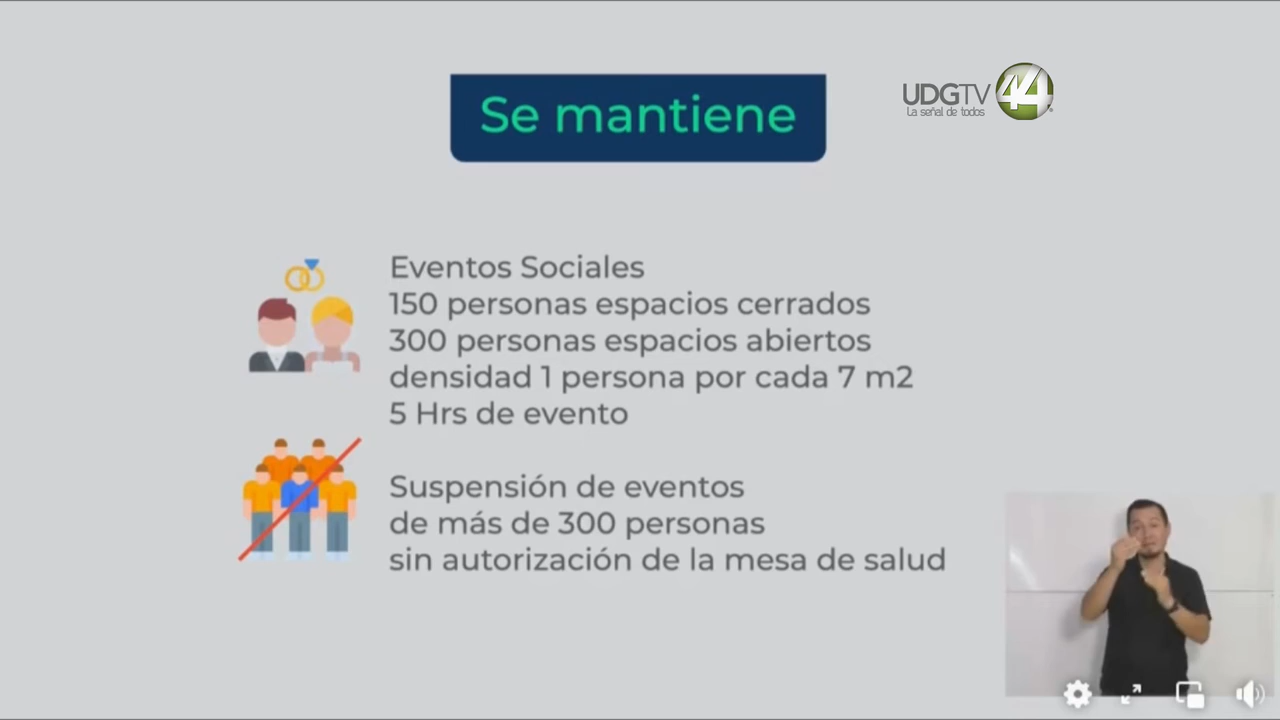 Se mantiene
UDGTV 44
La señal de todos
Eventos Sociales
150 personas espacios cerrados
300 personas espacios abiertos
densidad 1 persona por cada 7 m2
5 Hrs de evento
Suspensión de eventos
de más de 300 personas
sin autorización de la mesa de salud